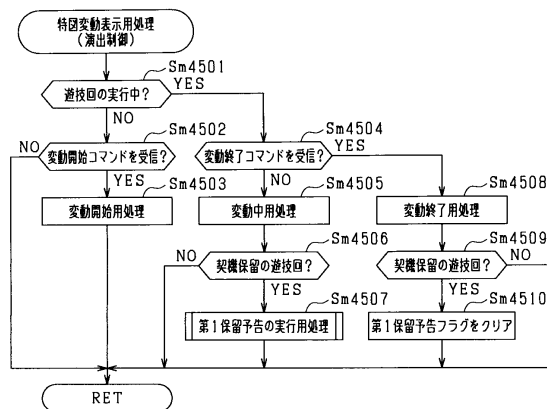 特図変動表示用処理
(演出制御)
Sm4501
遊技回の実行中?
YES
NO
Sm4502
NO
変動開始コマンドを受信?
YES
Sm4503
変動開始用処理
Sm4504
変動終了コマンドを受信?
YES
NO
Sm4505
変動中用処理
Sm4506
NO
契機保留の遊技回?
YES
Sm4507
第1保留予告の実行用処理
Sm4508
変動終了用処理
Sm4509
契機保留の遊技回?
NO
YES
Sm4510
第1保留予告フラグをクリア
RET